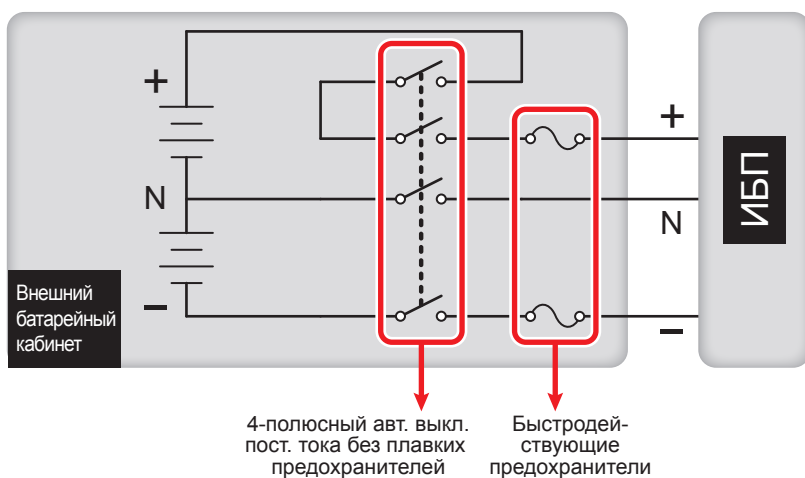 +
N
−
Внешний
батарейный
кабинет
+
N
−
ИБП
4-полюсный авт. выкл.
пост. тока без плавких
предохранителей
Быстродей-
ствующие
предохранители